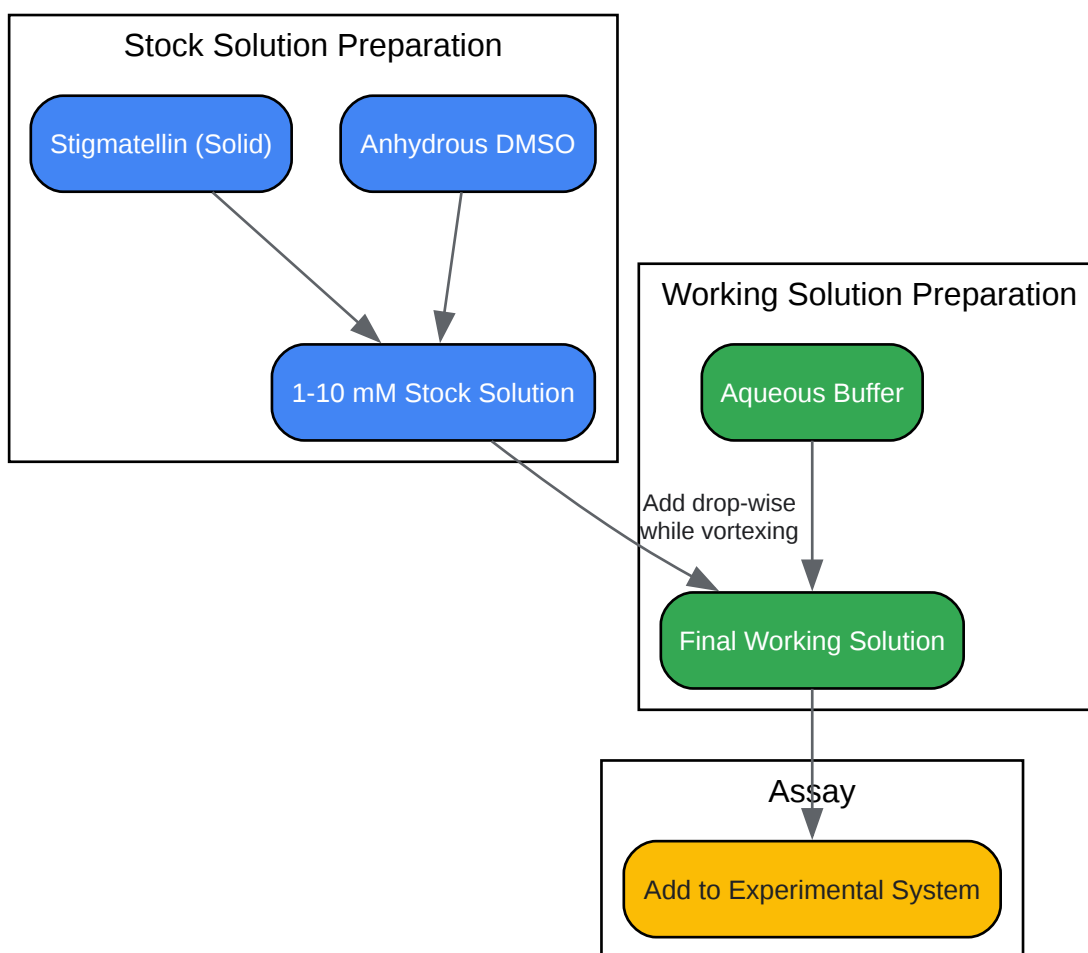 Stock Solution Preparation
Stigmatellin (Solid)
Anhydrous DMSO
1-10 mM Stock Solution
Working Solution Preparation
Aqueous Buffer
Add drop-wise
while vortexing
Final Working Solution
Assay
Add to Experimental System